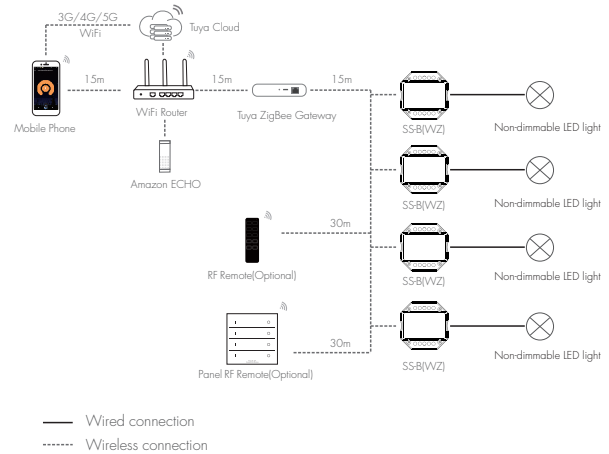 3G/4G/5G
WiFi
Tuya Cloud
15m
15m
15m
Mobile Phone
WiFi Router
Tuya ZigBee Gateway
SS-B(WZ)
Non-dimmable LED light
Amazon ECHO
SS-B(WZ)
Non-dimmable LED light
30m
RF Remote(Optional)
SS-B(WZ)
Non-dimmable LED light
30m
Panel RF Remote(Optional)
SS-B(WZ)
Non-dimmable LED light
Wired connection
Wireless connection